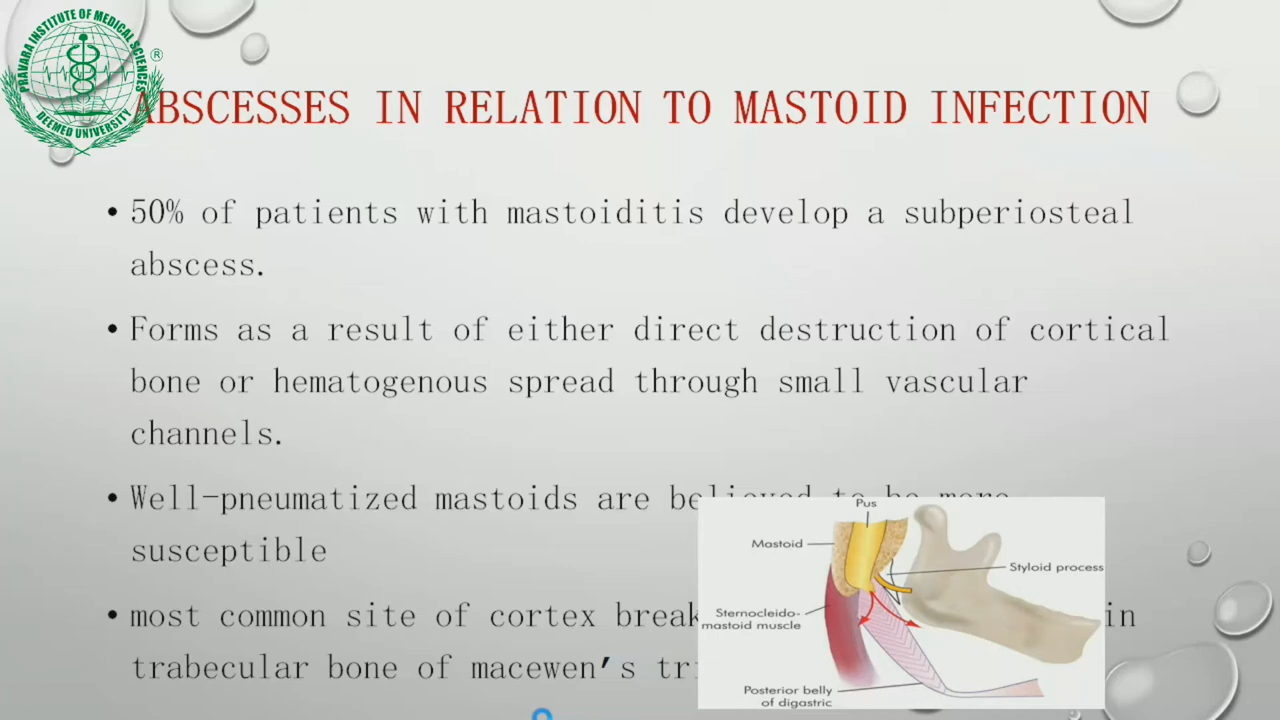 PRAVARA INSTITUTE OF MEDICAL SCIENCES
DEEMED UNIVERSITY
®
ABSCESSES IN RELATION TO MASTOID INFECTION
• 50% of patients with mastoiditis develop a subperiosteal
abscess.
• Forms as a result of either direct destruction of cortical
bone or hematogenous spread through small vascular
channels.
• Well-pneumatized mastoids are believed to be more
susceptible
• most common site of cortex in
trabecular bone of macewen's
Pus
Mastoid
Styloid process
Sternocleido-
mastoid muscle
Posterior belly
of digastric